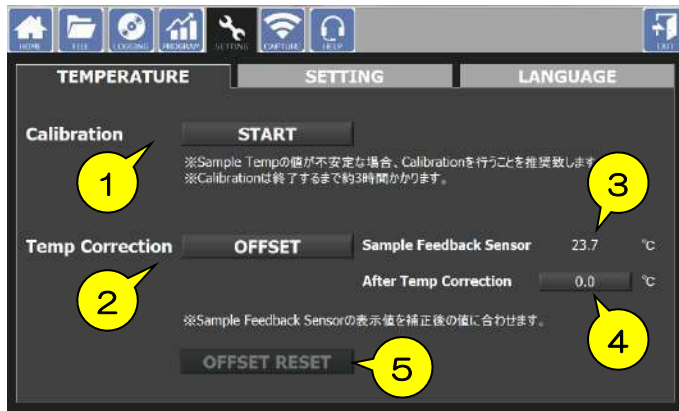 HOME FILE LOGGING PROGRAM SETTING CAPTURE HELP EXIT
TEMPERATURE SETTING LANGUAGE
Calibration START
※Sample Tempの値が不安定な場合、Calibrationを行うことを推奨致します
※Calibrationは終了するまで約3時間かかります。
1
3
Temp Correction OFFSET Sample Feedback Sensor 23.7 ℃
After Temp Correction 0.0 ℃
2
※Sample Feedback Sensorの表示値を補正後の値に合わせます。
4
OFFSET RESET
5